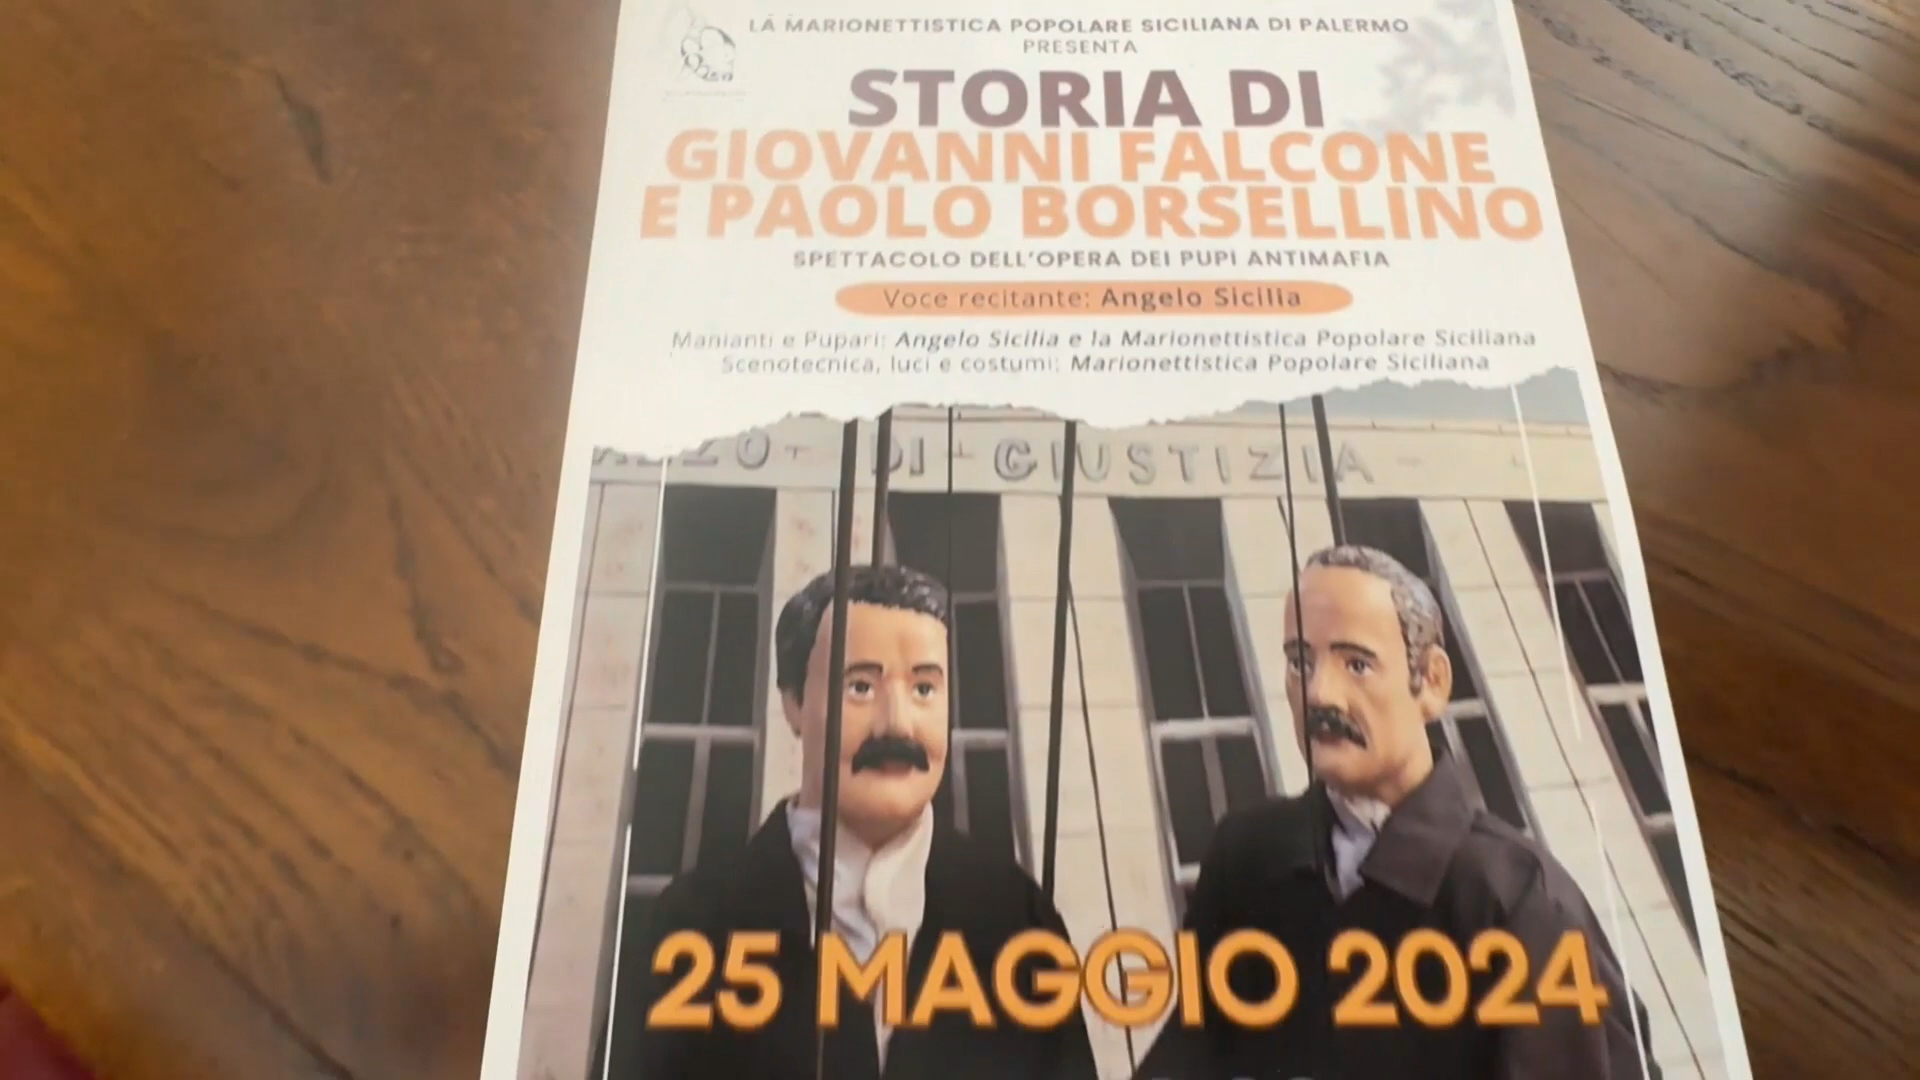 LA MARIONETTISTICA POPOLARE SICILIANA DI PALERMO
PRESENTA
STORIA DI
GIOVANNI FALCONE
E PAOLO BORSELLINO
SPETTACOLO DELL'OPERA DEI PUPI ANTIMAFIA
Voce recitante: Angelo Sicilia
Manianti e Pupari: Angelo Sicilia e la Marionettistica Popolare Siciliana
Scenotecnica, luci e costumi: Marionettistica Popolare Siciliana
DI GIUSTIZIA
25 MAGGIO 2024